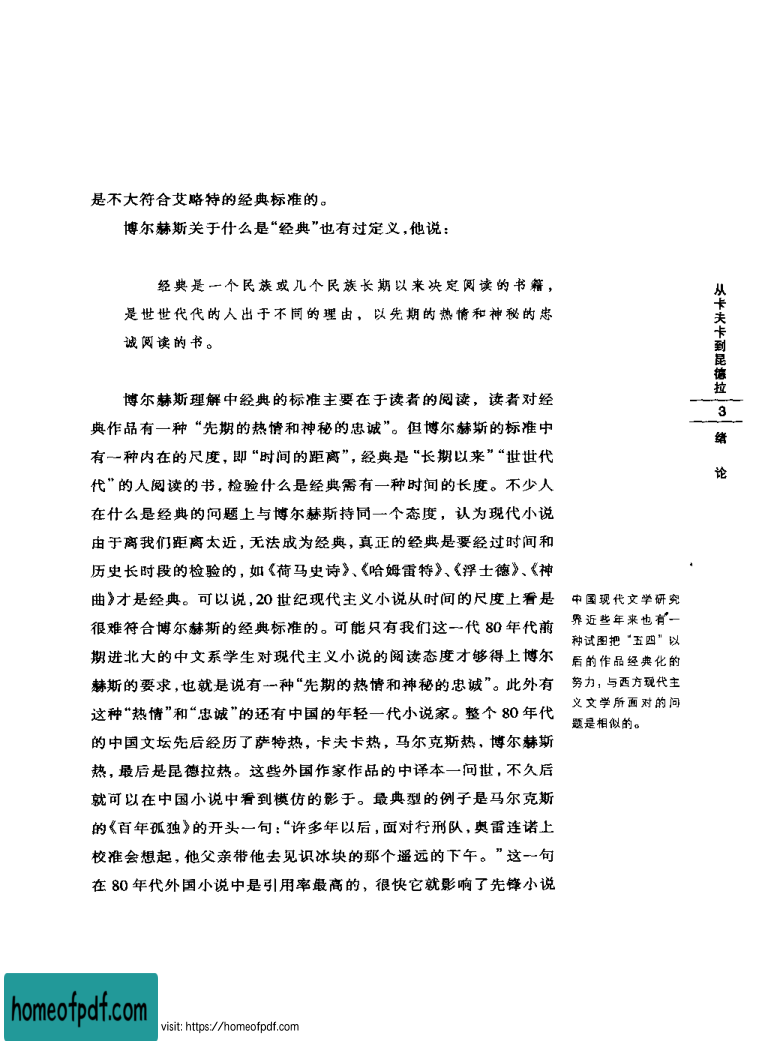 是不大符合艾略特的经典标准的。
博尔赫斯关于什么是“经典”也有过定义,他说:
经典是一个民族或几个民族长期以来决定阅读的书籍,
是世世代代的人出于不同的理由, 以先期的热情和神秘的忠
诚阅读的书。
博尔赫斯理解中经典的标准主要在于读者的阅读, 读者对经
典作品有一种 “先期的热情和神秘的忠诚”。但博尔赫斯的标准中
有一种内在的尺度, 即 “时间的距离”, 经典是 “长期以来” “世世代
代” 的人阅读的书, 检验什么是经典需有一种时间的长度。不少人
在什么是经典的问题上与博尔赫斯持同一个态度, 认为现代小说
由于离我们距离太近, 无法成为经典, 真正的经典是要经过时间和
历史长时段的检验的, 如《荷马史诗》、《哈姆雷特》、《浮士德》、《神
曲》才是经典。可以说, 20 世纪现代主义小说从时间的尺度上看是
很难符合博尔赫斯的经典标准的。可能只有我们这一代 80 年代前
期进北大的中文系学生对现代主义小说的阅读态度才够得上博尔
赫斯的要求, 也就是说有一种“先期的热情和神秘的忠诚”。此外有
这种“热情”和“忠诚”的还有中国的年轻一代小说家。整个 80 年代
的中国文坛先后经历了萨特热, 卡夫卡热, 马尔克斯热, 博尔赫斯
热, 最后是昆德拉热。这些外国作家作品的中译本一问世, 不久后
就可以在中国小说中看到模仿的影子。最典型的例子是马尔克斯
的《百年孤独》的开头一句:“许多年以后, 面对行刑队, 奥雷连诺上
校准会想起, 他父亲带他去见识冰块的那个遥远的下午。” 这一句
在 80 年代外国小说中是引用率最高的, 很快它就影响了先锋小说
从卡夫卡到昆德拉
3
绪 论
中国现代文学研究
界近些年来也有一
种试图把 “五四” 以
后的作品经典化的
努力, 与西方现代主
义文学所面对的问
题是相似的。
homeofpdf.com
visit: https://homeofpdf.com